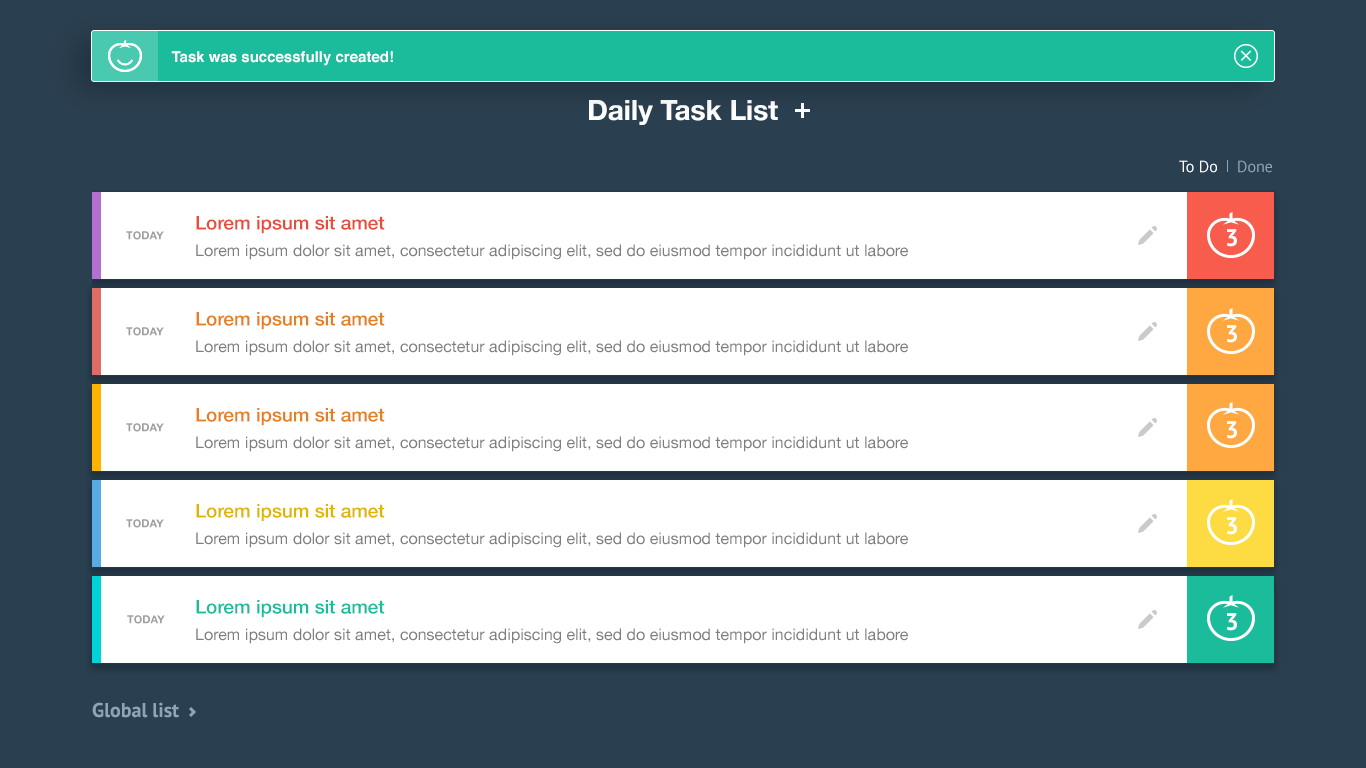 Task was successfully created!
Daily Task List +
To Do | Done
TODAY
Lorem ipsum sit amet
Lorem ipsum dolor sit amet, consectetur adipiscing elit, sed do eiusmod tempor incididunt ut labore
3
TODAY
Lorem ipsum sit amet
Lorem ipsum dolor sit amet, consectetur adipiscing elit, sed do eiusmod tempor incididunt ut labore
3
TODAY
Lorem ipsum sit amet
Lorem ipsum dolor sit amet, consectetur adipiscing elit, sed do eiusmod tempor incididunt ut labore
3
TODAY
Lorem ipsum sit amet
Lorem ipsum dolor sit amet, consectetur adipiscing elit, sed do eiusmod tempor incididunt ut labore
3
TODAY
Lorem ipsum sit amet
Lorem ipsum dolor sit amet, consectetur adipiscing elit, sed do eiusmod tempor incididunt ut labore
3
Global list >